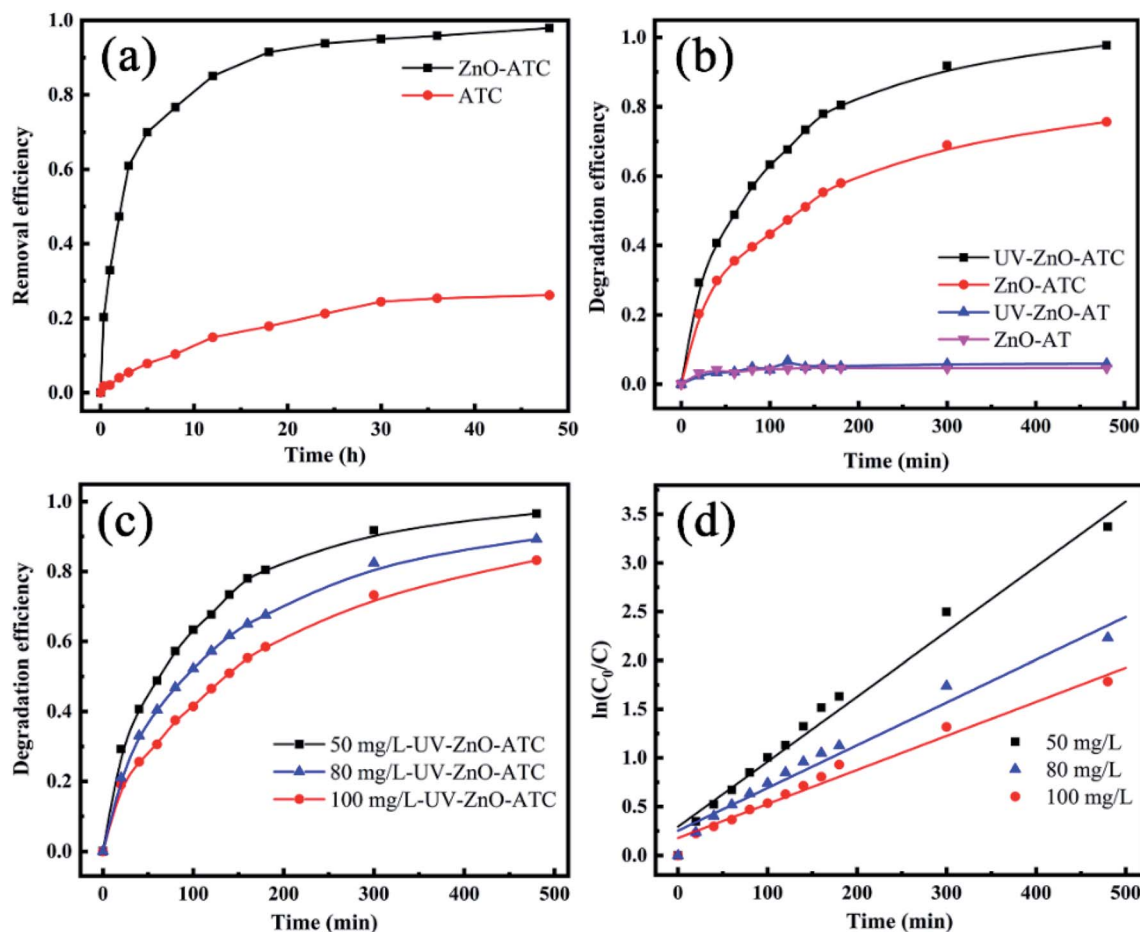 (a)
Removal efficiency
1.0
0.8
0.6
0.4
0.2
0.0
ZnO-ATC
ATC
0 10 20 30 40 50
Time (h)
(b)
Degradation efficiency
1.0
0.8
0.6
0.4
0.2
0.0
UV-ZnO-ATC
ZnO-ATC
UV-ZnO-AT
ZnO-AT
0 100 200 300 400 500
Time (min)
(c)
Degradation efficiency
1.0
0.8
0.6
0.4
0.2
0.0
50 mg/L-UV-ZnO-ATC
80 mg/L-UV-ZnO-ATC
100 mg/L-UV-ZnO-ATC
0 100 200 300 400 500
Time (min)
(d)
ln(C₀/C)
3.5
3.0
2.5
2.0
1.5
1.0
0.5
0.0
50 mg/L
80 mg/L
100 mg/L
0 100 200 300 400 500
Time (min)